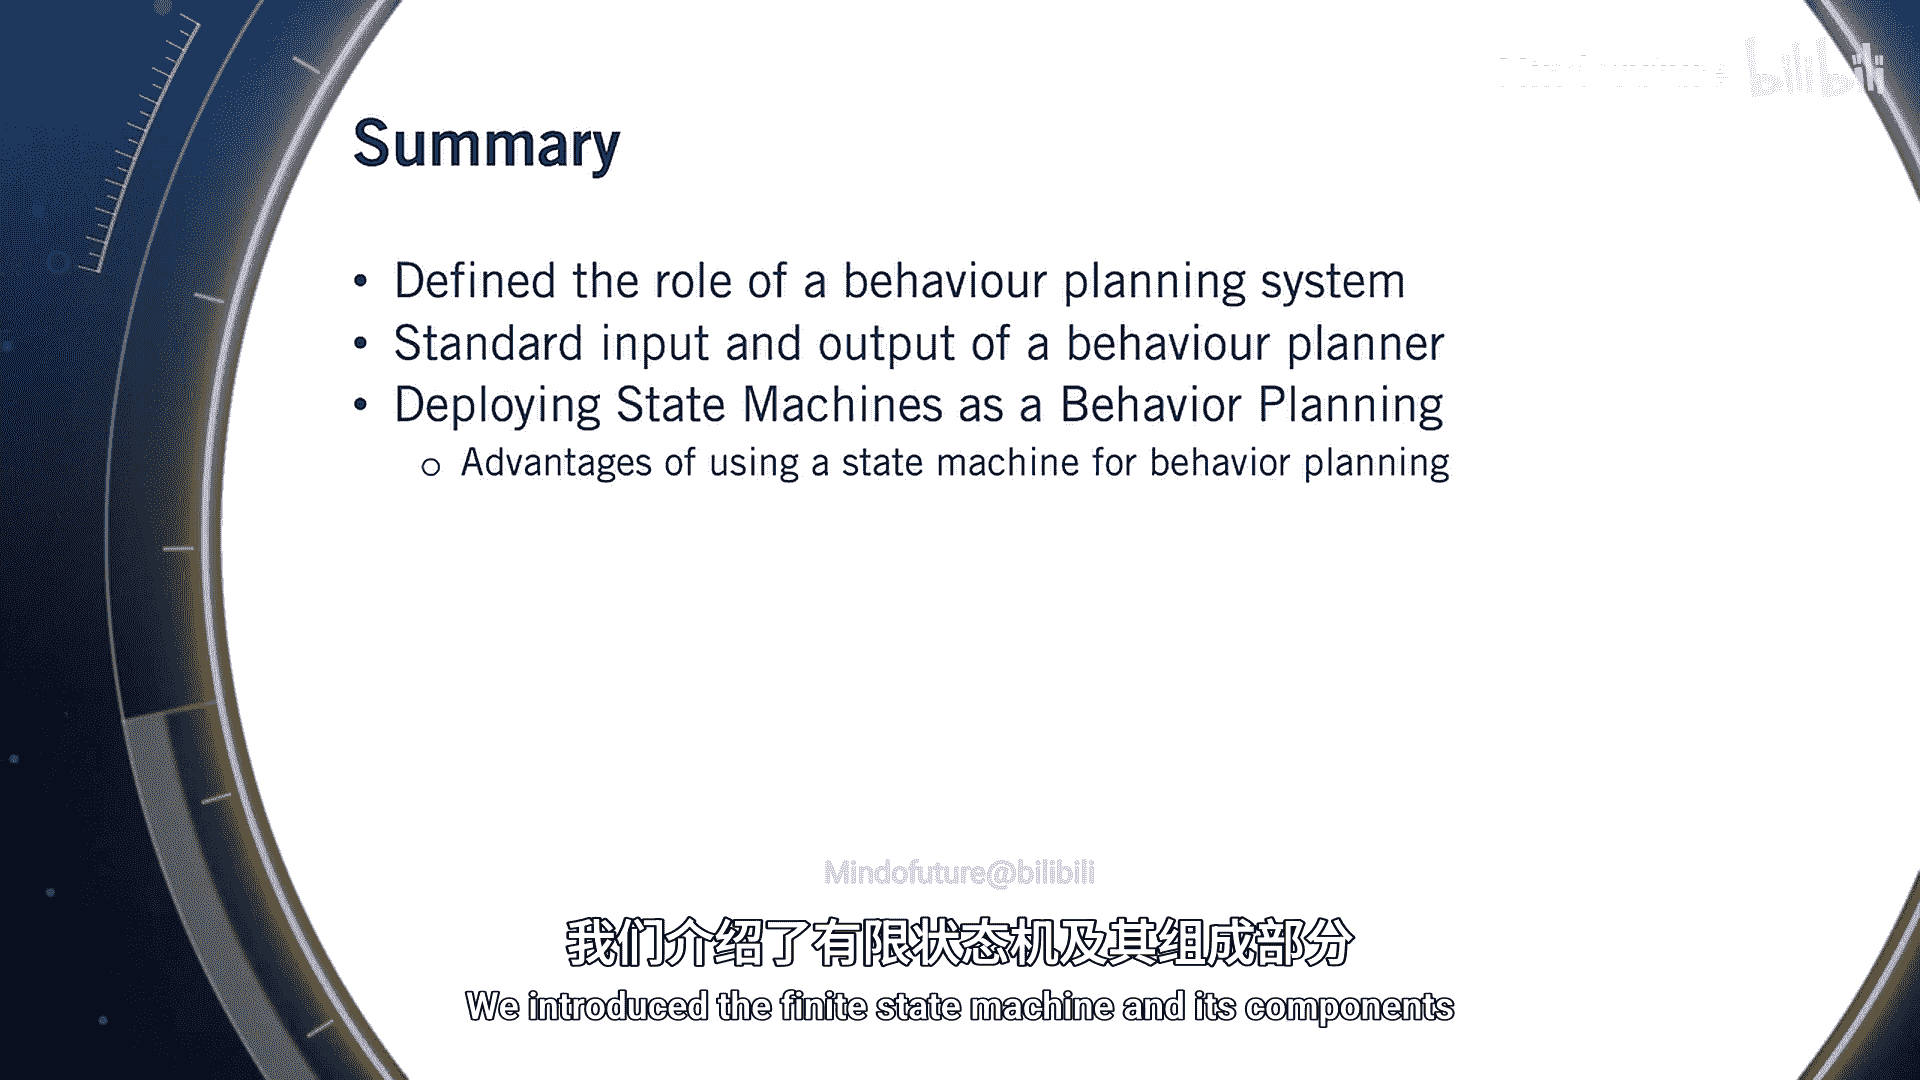 bilibili
Summary
• Defined the role of a behaviour planning system
• Standard input and output of a behaviour planner
• Deploying State Machines as a Behavior Planning
○ Advantages of using a state machine for behavior planning
Mindofuture@bilibili
我们介绍了有限状态机及其组成部分
We introduced the finite state machine and its components